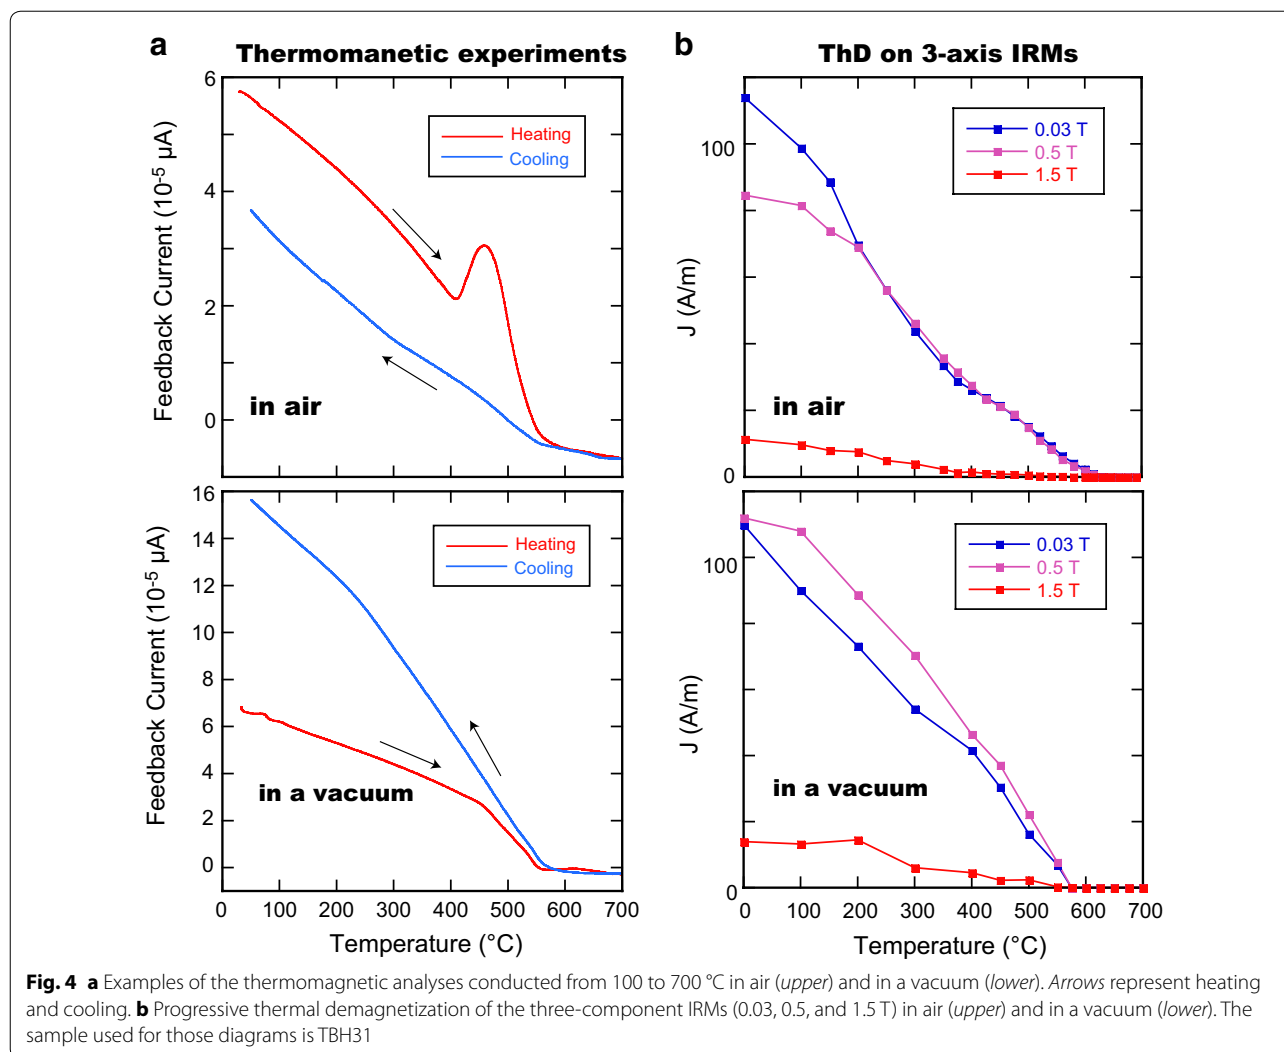 a
Thermomanetic experiments
6
4
2
0
Feedback Current (10-5 µA)
Heating
Cooling
in air
16
14
12
10
8
6
4
2
0
Feedback Current (10-5 µA)
Heating
Cooling
in a vacuum
0 100 200 300 400 500 600 700
Temperature (°C)
b
ThD on 3-axis IRMs
100
0
J (A/m)
0.03 T
0.5 T
1.5 T
in air
100
0
J (A/m)
0.03 T
0.5 T
1.5 T
in a vacuum
0 100 200 300 400 500 600 700
Temperature (°C)
Fig. 4 a Examples of the thermomagnetic analyses conducted from 100 to 700 °C in air (upper) and in a vacuum (lower). Arrows represent heating
and cooling. b Progressive thermal demagnetization of the three-component IRMs (0.03, 0.5, and 1.5 T) in air (upper) and in a vacuum (lower). The
sample used for those diagrams is TBH31